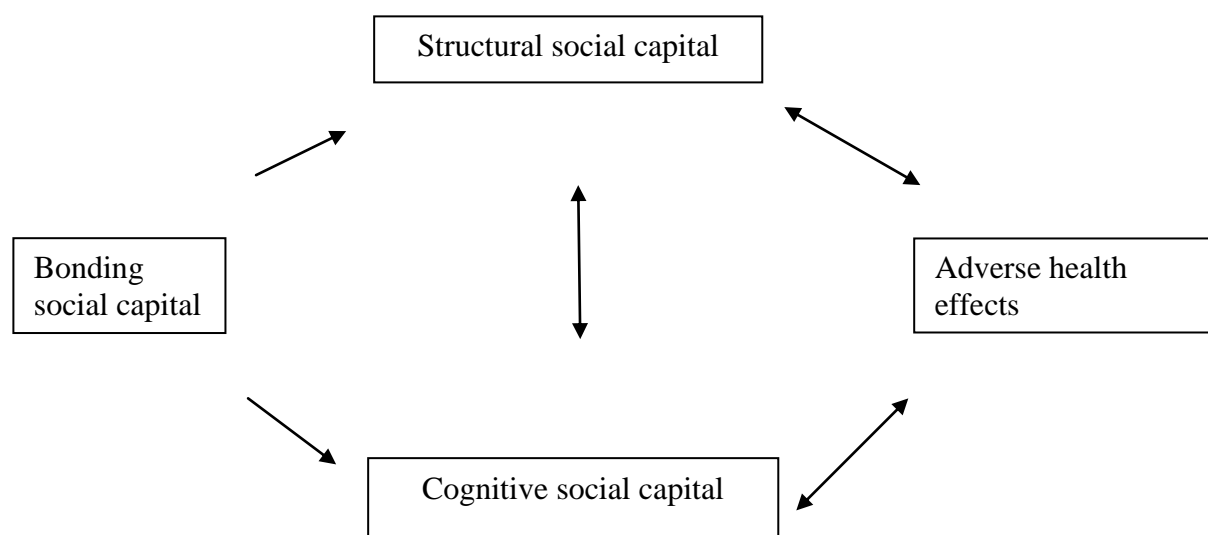 Structural social capital
Bonding
social capital
Adverse health
effects
Cognitive social capital